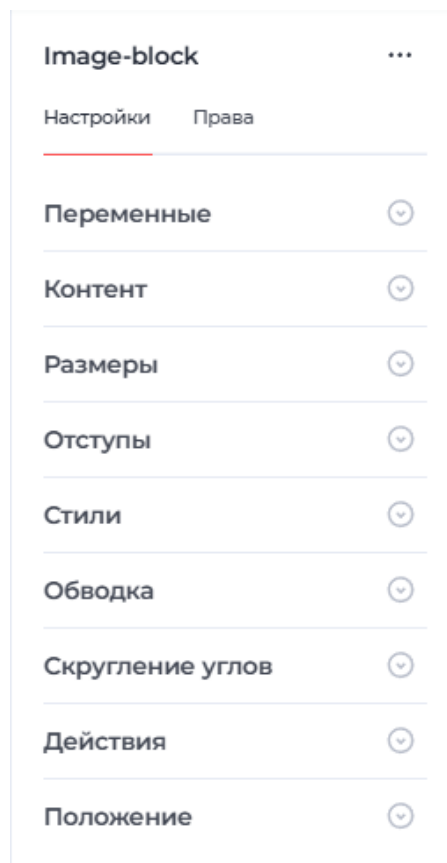 Image-block
Настройки Права
Переменные
Контент
Размеры
Отступы
Стили
Обводка
Скругление углов
Действия
Положение